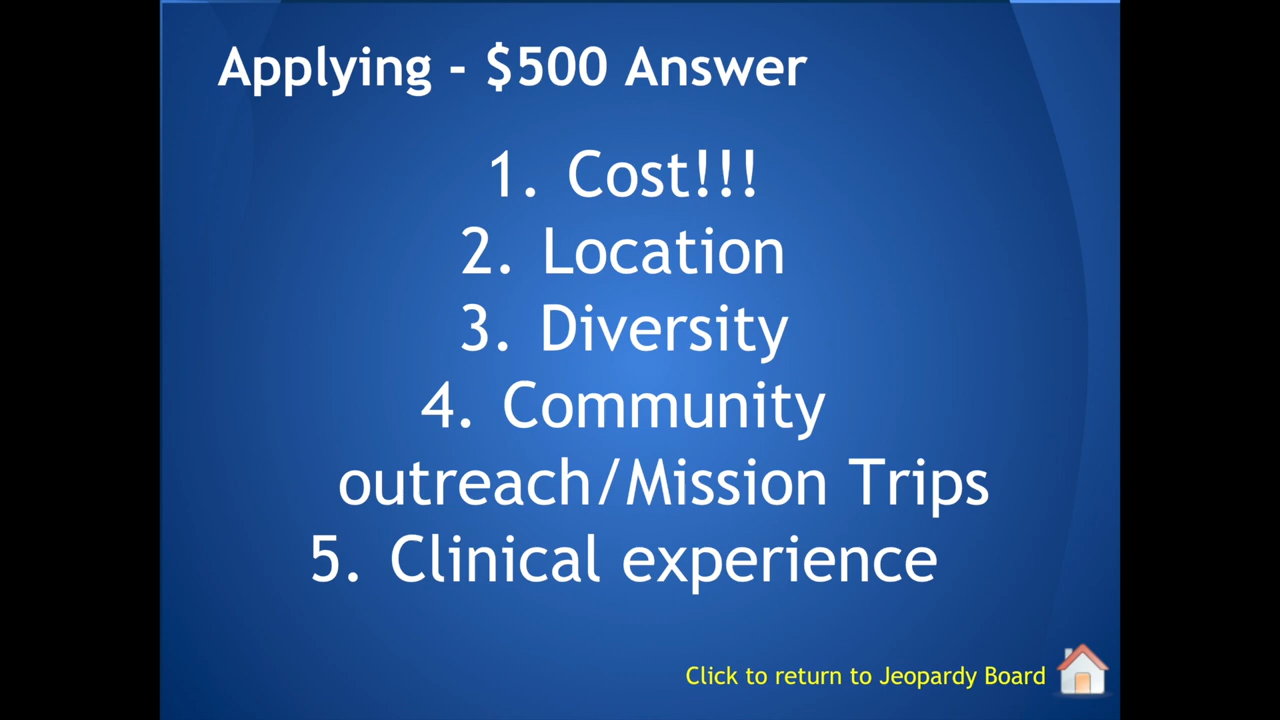 Applying - $500 Answer
1. Cost!!!
2. Location
3. Diversity
4. Community
outreach/Mission Trips
5. Clinical experience
Click to return to Jeopardy Board